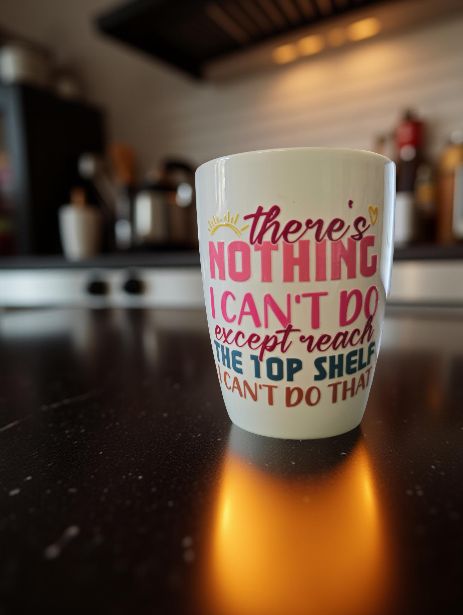 there's
NOTHING
I CAN'T DO
except reach
THE TOP SHELF
I CAN'T DO THAT